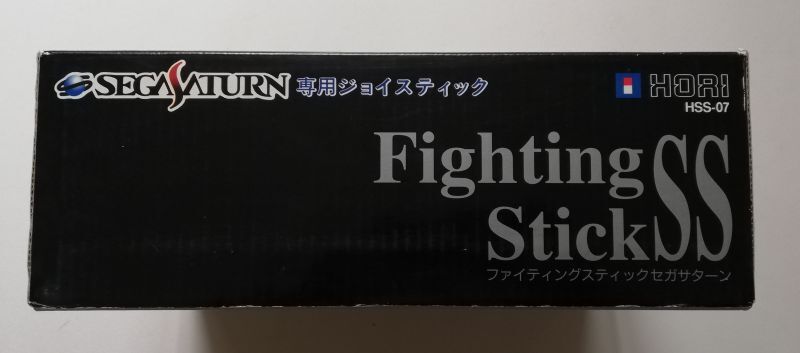 SEGA SATURN 専用ジョイスティック
HORI
HSS-07
Fighting
Stick SS
ファイティングスティックセガサターン